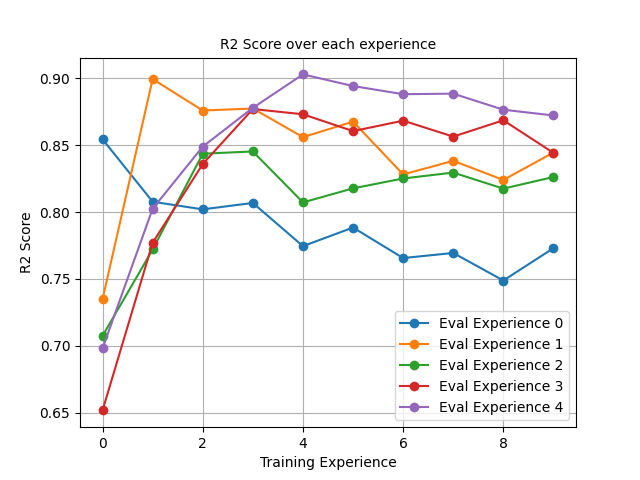 R2 Score over each experience
0.90
0.85
0.80
0.75
0.70
0.65
R2 Score
0
2
4
6
8
Training Experience
Eval Experience 0
Eval Experience 1
Eval Experience 2
Eval Experience 3
Eval Experience 4